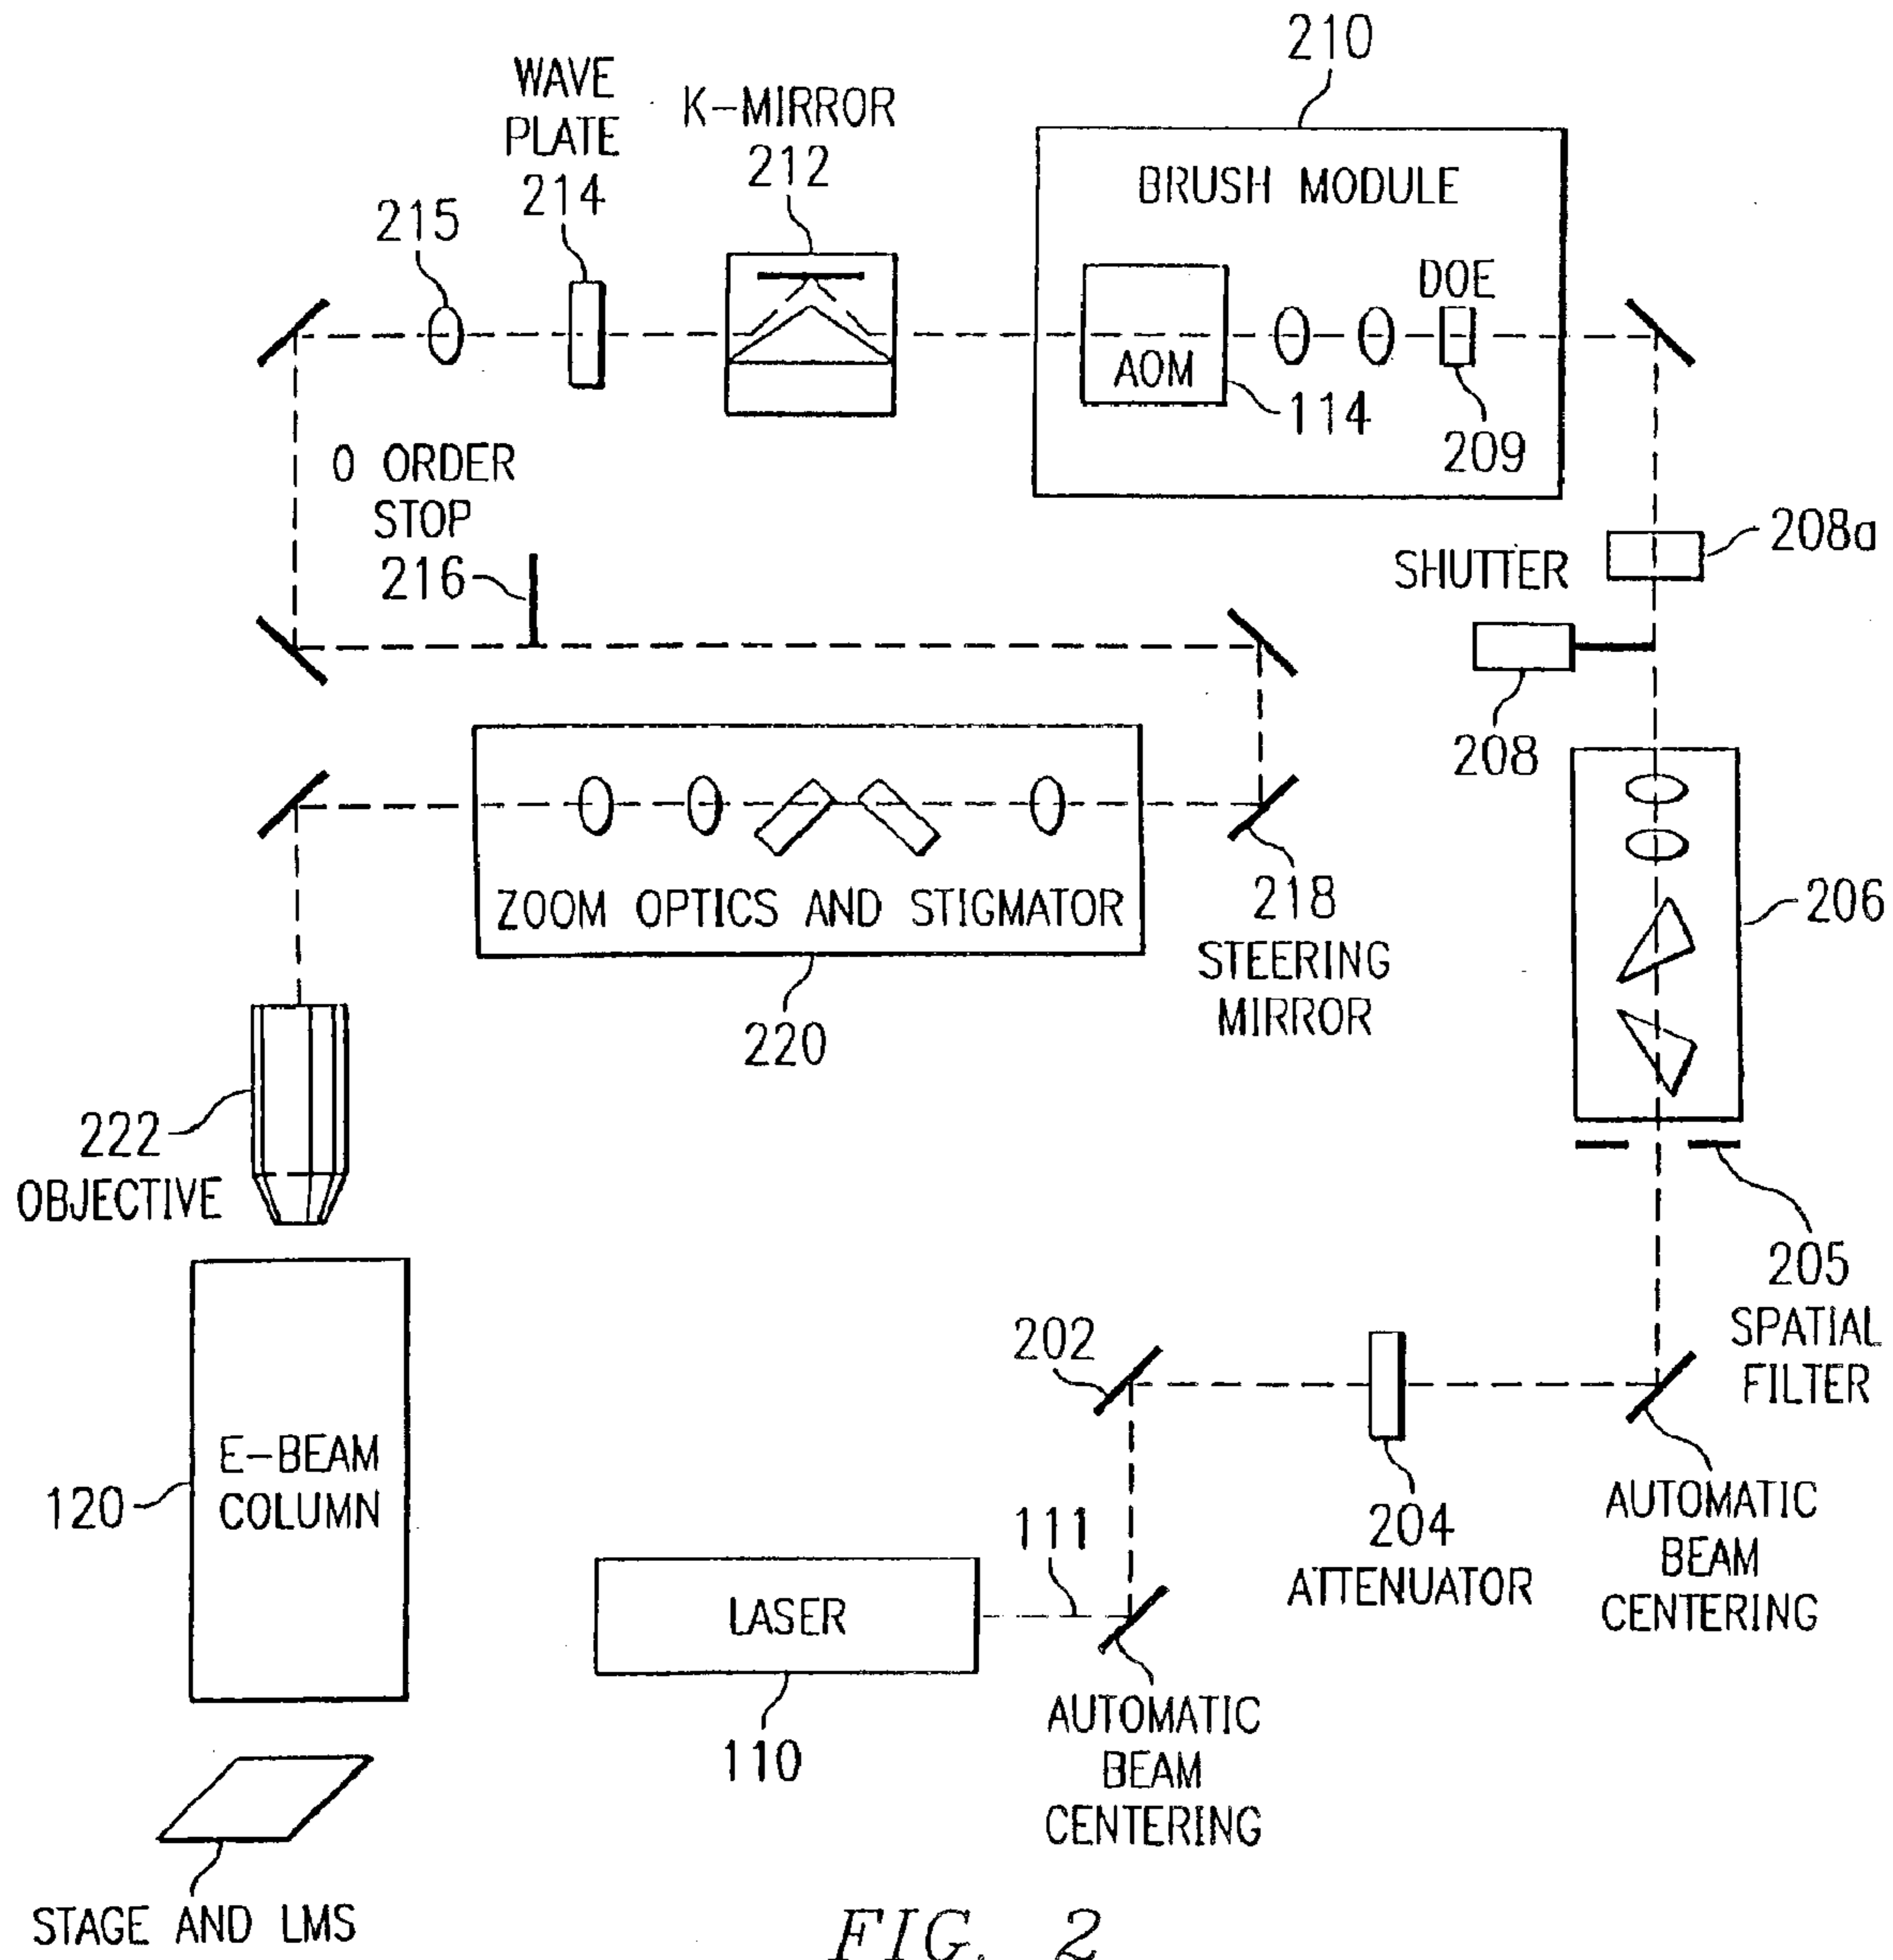 210
WAVE
PLATE
214
K-MIRROR
212
215
BRUSH MODULE
DOE
AOM
114
209
0 ORDER
STOP
216
208a
SHUTTER
208
206
ZOOM OPTICS AND STIGMATOR
220
218
STEERING
MIRROR
222
OBJECTIVE
205
SPATIAL
FILTER
202
204
ATTENUATOR
AUTOMATIC
BEAM
CENTERING
E-BEAM
COLUMN
120
111
LASER
110
AUTOMATIC
BEAM
CENTERING
STAGE AND LMS
FIG. 2